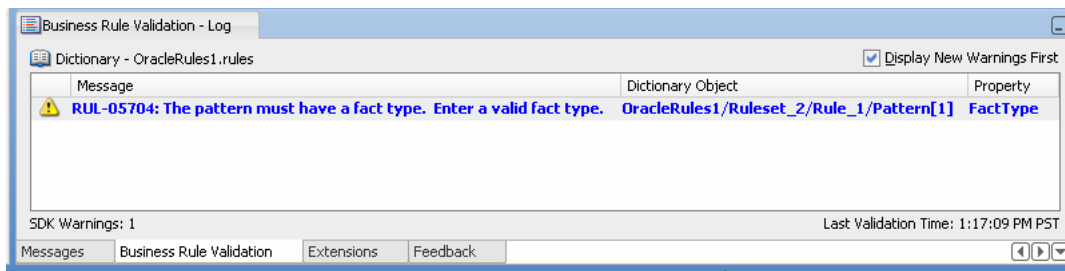 Business Rule Validation - Log
Dictionary - OracleRules1.rules Display New Warnings First
Message Dictionary Object Property
RUL-05704: The pattern must have a fact type. Enter a valid fact type. OracleRules1/Ruleset_2/Rule_1/Pattern[1] FactType
SDK Warnings: 1 Last Validation Time: 1:17:09 PM PST
Messages Business Rule Validation Extensions Feedback